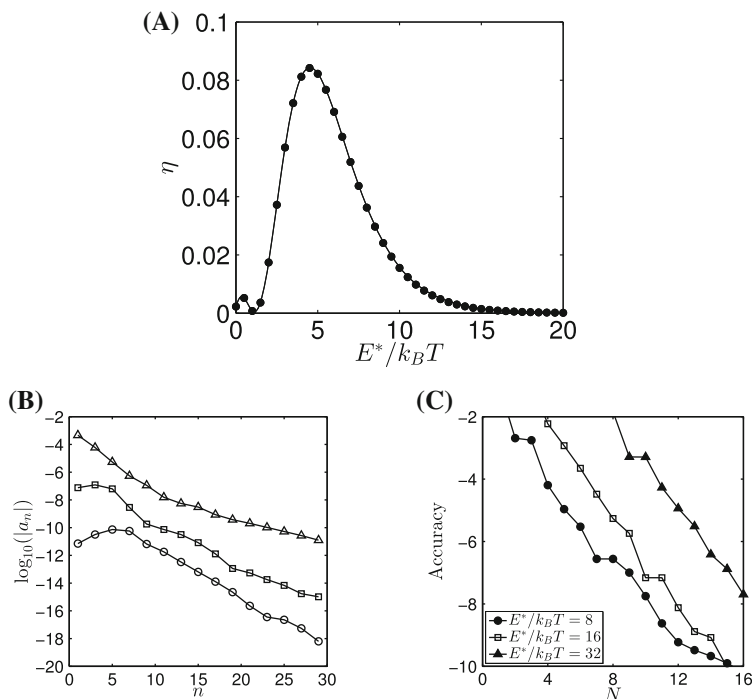 (A)
0.1
0.08
0.06
0.04
0.02
0
η
0 5 10 15 20
E*/k_BT
(B)
-2
-4
-6
-8
-10
-12
-14
-16
-18
-20
log₁₀(|aₙ|)
0 5 10 15 20 25 30
n
(C)
-2
-4
-6
-8
-10
Accuracy
E*/k_BT = 8
E*/k_BT = 16
E*/k_BT = 32
0 4 8 12 16
N